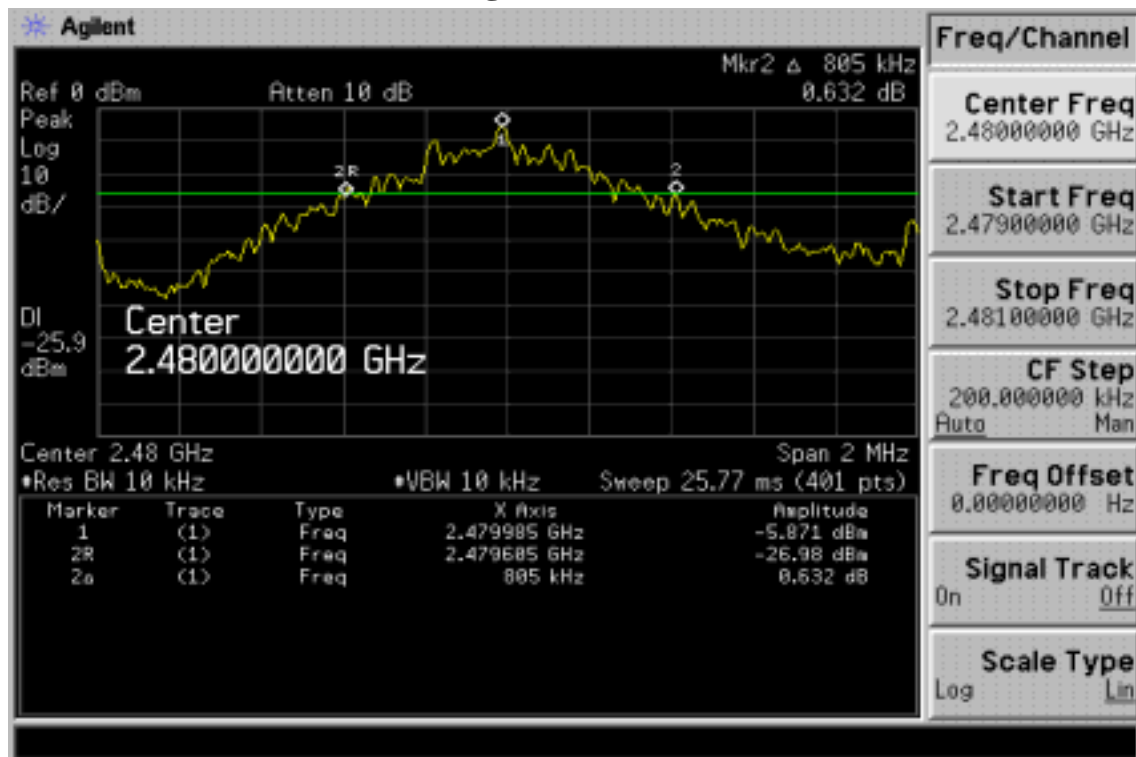 Agilent
Mkr2 Δ 805 kHz
Ref 0 dBm Atten 10 dB 0.632 dB
Peak
Log
10
dB/
1
2R
2
DI
-25.9
dBm
Center
2.480000000 GHz
Center 2.48 GHz Span 2 MHz
•Res BW 10 kHz •VBW 10 kHz Sweep 25.77 ms (401 pts)
Marker Trace Type X Axis Amplitude
1 (1) Freq 2.479985 GHz -5.871 dBm
2R (1) Freq 2.479605 GHz -26.98 dBm
2Δ (1) Freq 805 kHz 0.632 dB
Freq/Channel
Center Freq
2.48000000 GHz
Start Freq
2.47900000 GHz
Stop Freq
2.48100000 GHz
CF Step
200.000000 kHz
Auto Man
Freq Offset
0.00000000 Hz
Signal Track
On Off
Scale Type
Log Lin